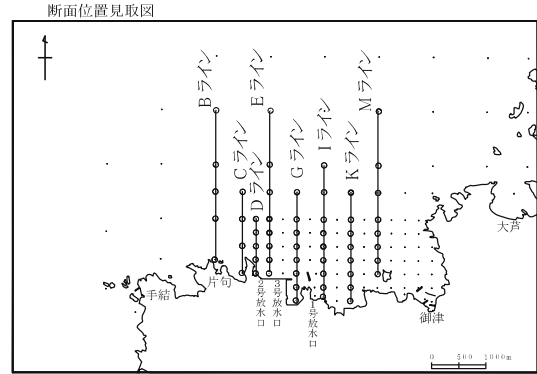 断面位置見取図
Bライン
Cライン
Dライン
Eライン
Gライン
Iライン
Kライン
Mライン
大芦
片句
手結
2号放水口
3号放水口
1号放水口
御津
0 500 1000m